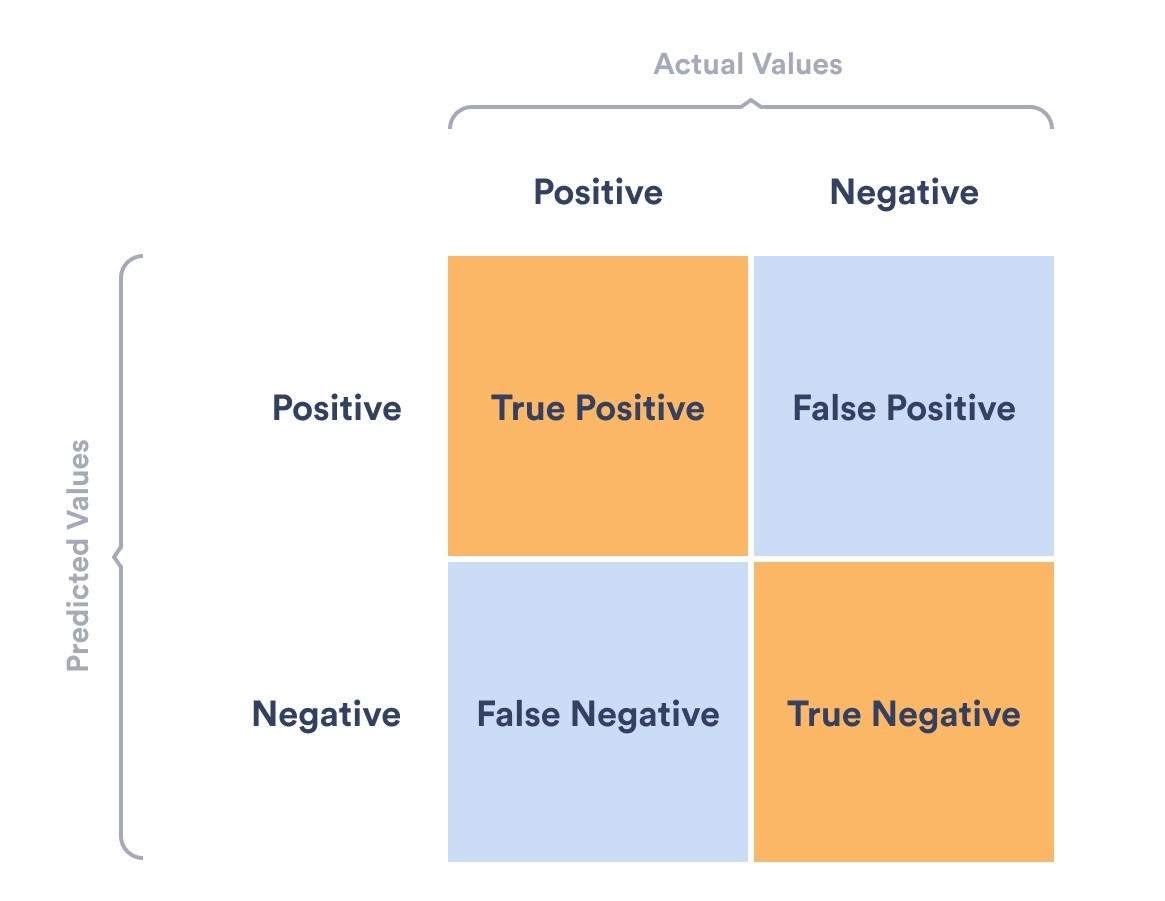 Actual Values
Positive Negative
Predicted Values
Positive
True Positive
False Positive
Negative
False Negative
True Negative